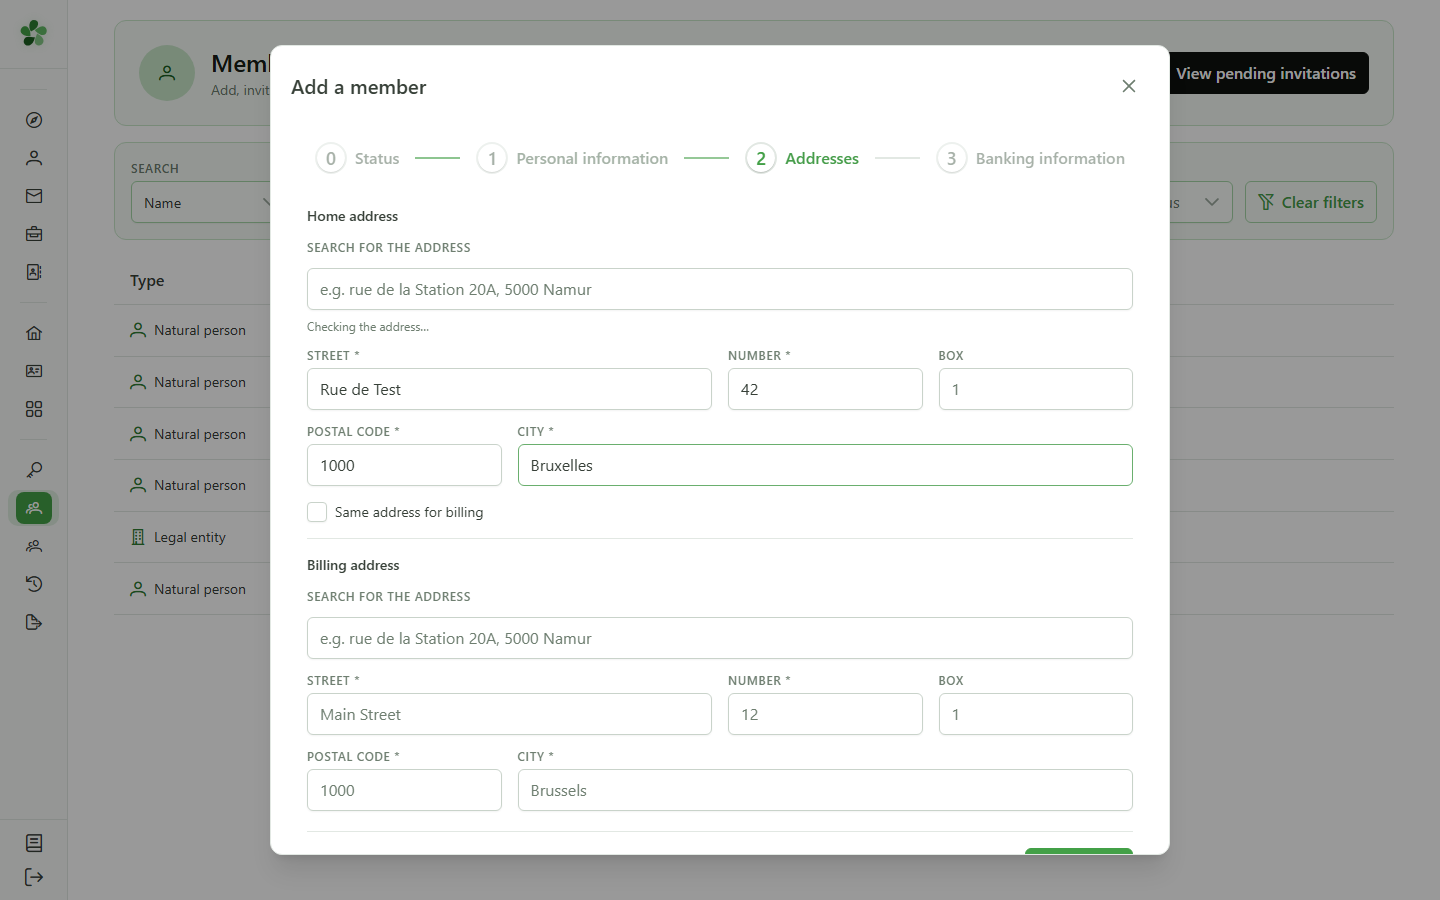 Add, invit
View pending invitations
Add a member
0 Status
1 Personal information
2 Addresses
3 Banking information
SEARCH
Name
Clear filters
Type
Natural person
Natural person
Natural person
Natural person
Legal entity
Natural person
Home address
SEARCH FOR THE ADDRESS
e.g. rue de la Station 20A, 5000 Namur
Checking the address...
STREET * NUMBER * BOX
Rue de Test 42 1
POSTAL CODE * CITY *
1000 Bruxelles
Same address for billing
Billing address
SEARCH FOR THE ADDRESS
e.g. rue de la Station 20A, 5000 Namur
STREET * NUMBER * BOX
Main Street 12 1
POSTAL CODE * CITY *
1000 Brussels